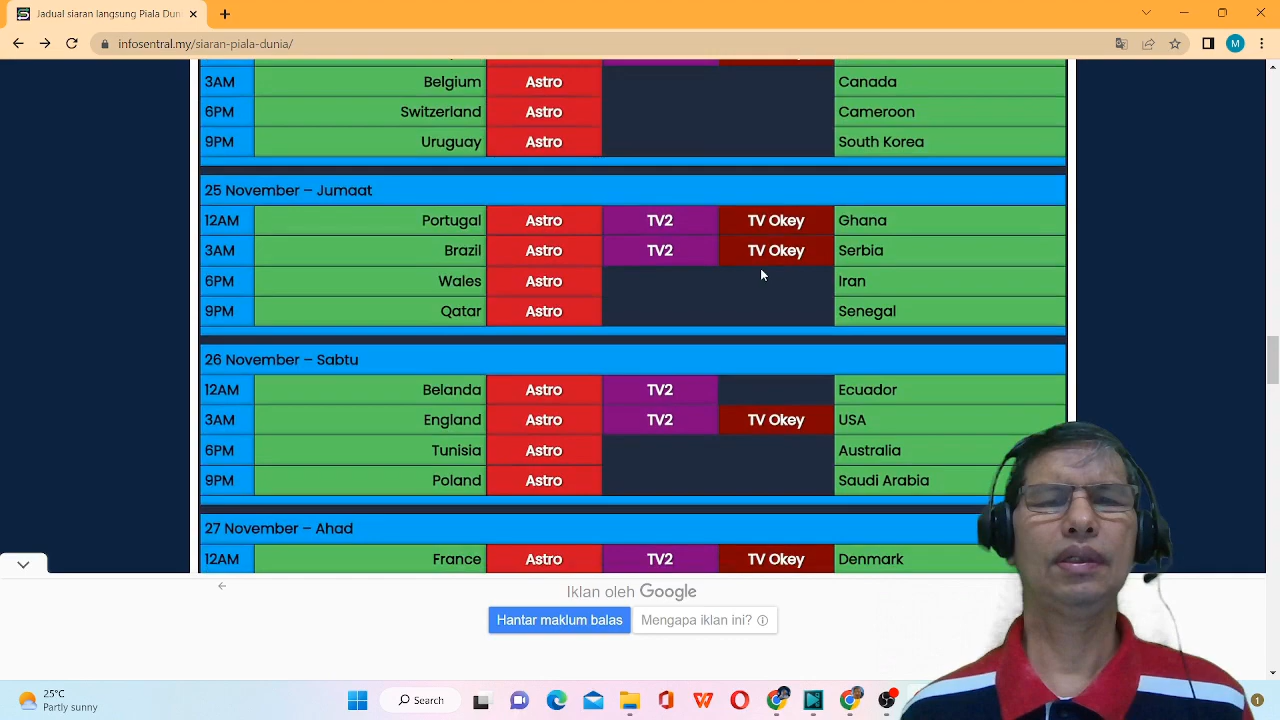 Jadual siaran langsung Piala Dun
infosentral.my/siaran-piala-dunia/
M
3AM Belgium Astro Canada
6PM Switzerland Astro Cameroon
9PM Uruguay Astro South Korea
25 November – Jumaat
12AM Portugal Astro TV2 TV Okey Ghana
3AM Brazil Astro TV2 TV Okey Serbia
6PM Wales Astro Iran
9PM Qatar Astro Senegal
26 November – Sabtu
12AM Belanda Astro TV2 Ecuador
3AM England Astro TV2 TV Okey USA
6PM Tunisia Astro Australia
9PM Poland Astro Saudi Arabia
27 November – Ahad
12AM France Astro TV2 TV Okey Denmark
Iklan oleh Google
Hantar maklum balas Mengapa iklan ini?
25°C
Partly sunny
Search
1